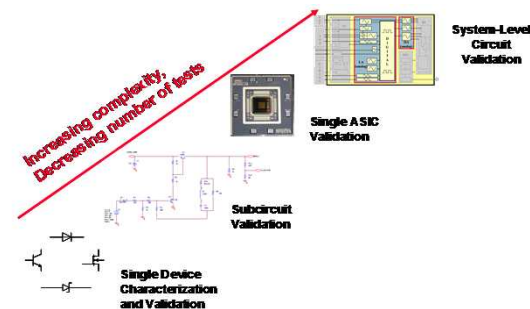 System-Level
Circuit
Validation
Increasing complexity,
Decreasing number of tests
Single ASIC
Validation
Subcircuit
Validation
Single Device
Characterization
and Validation